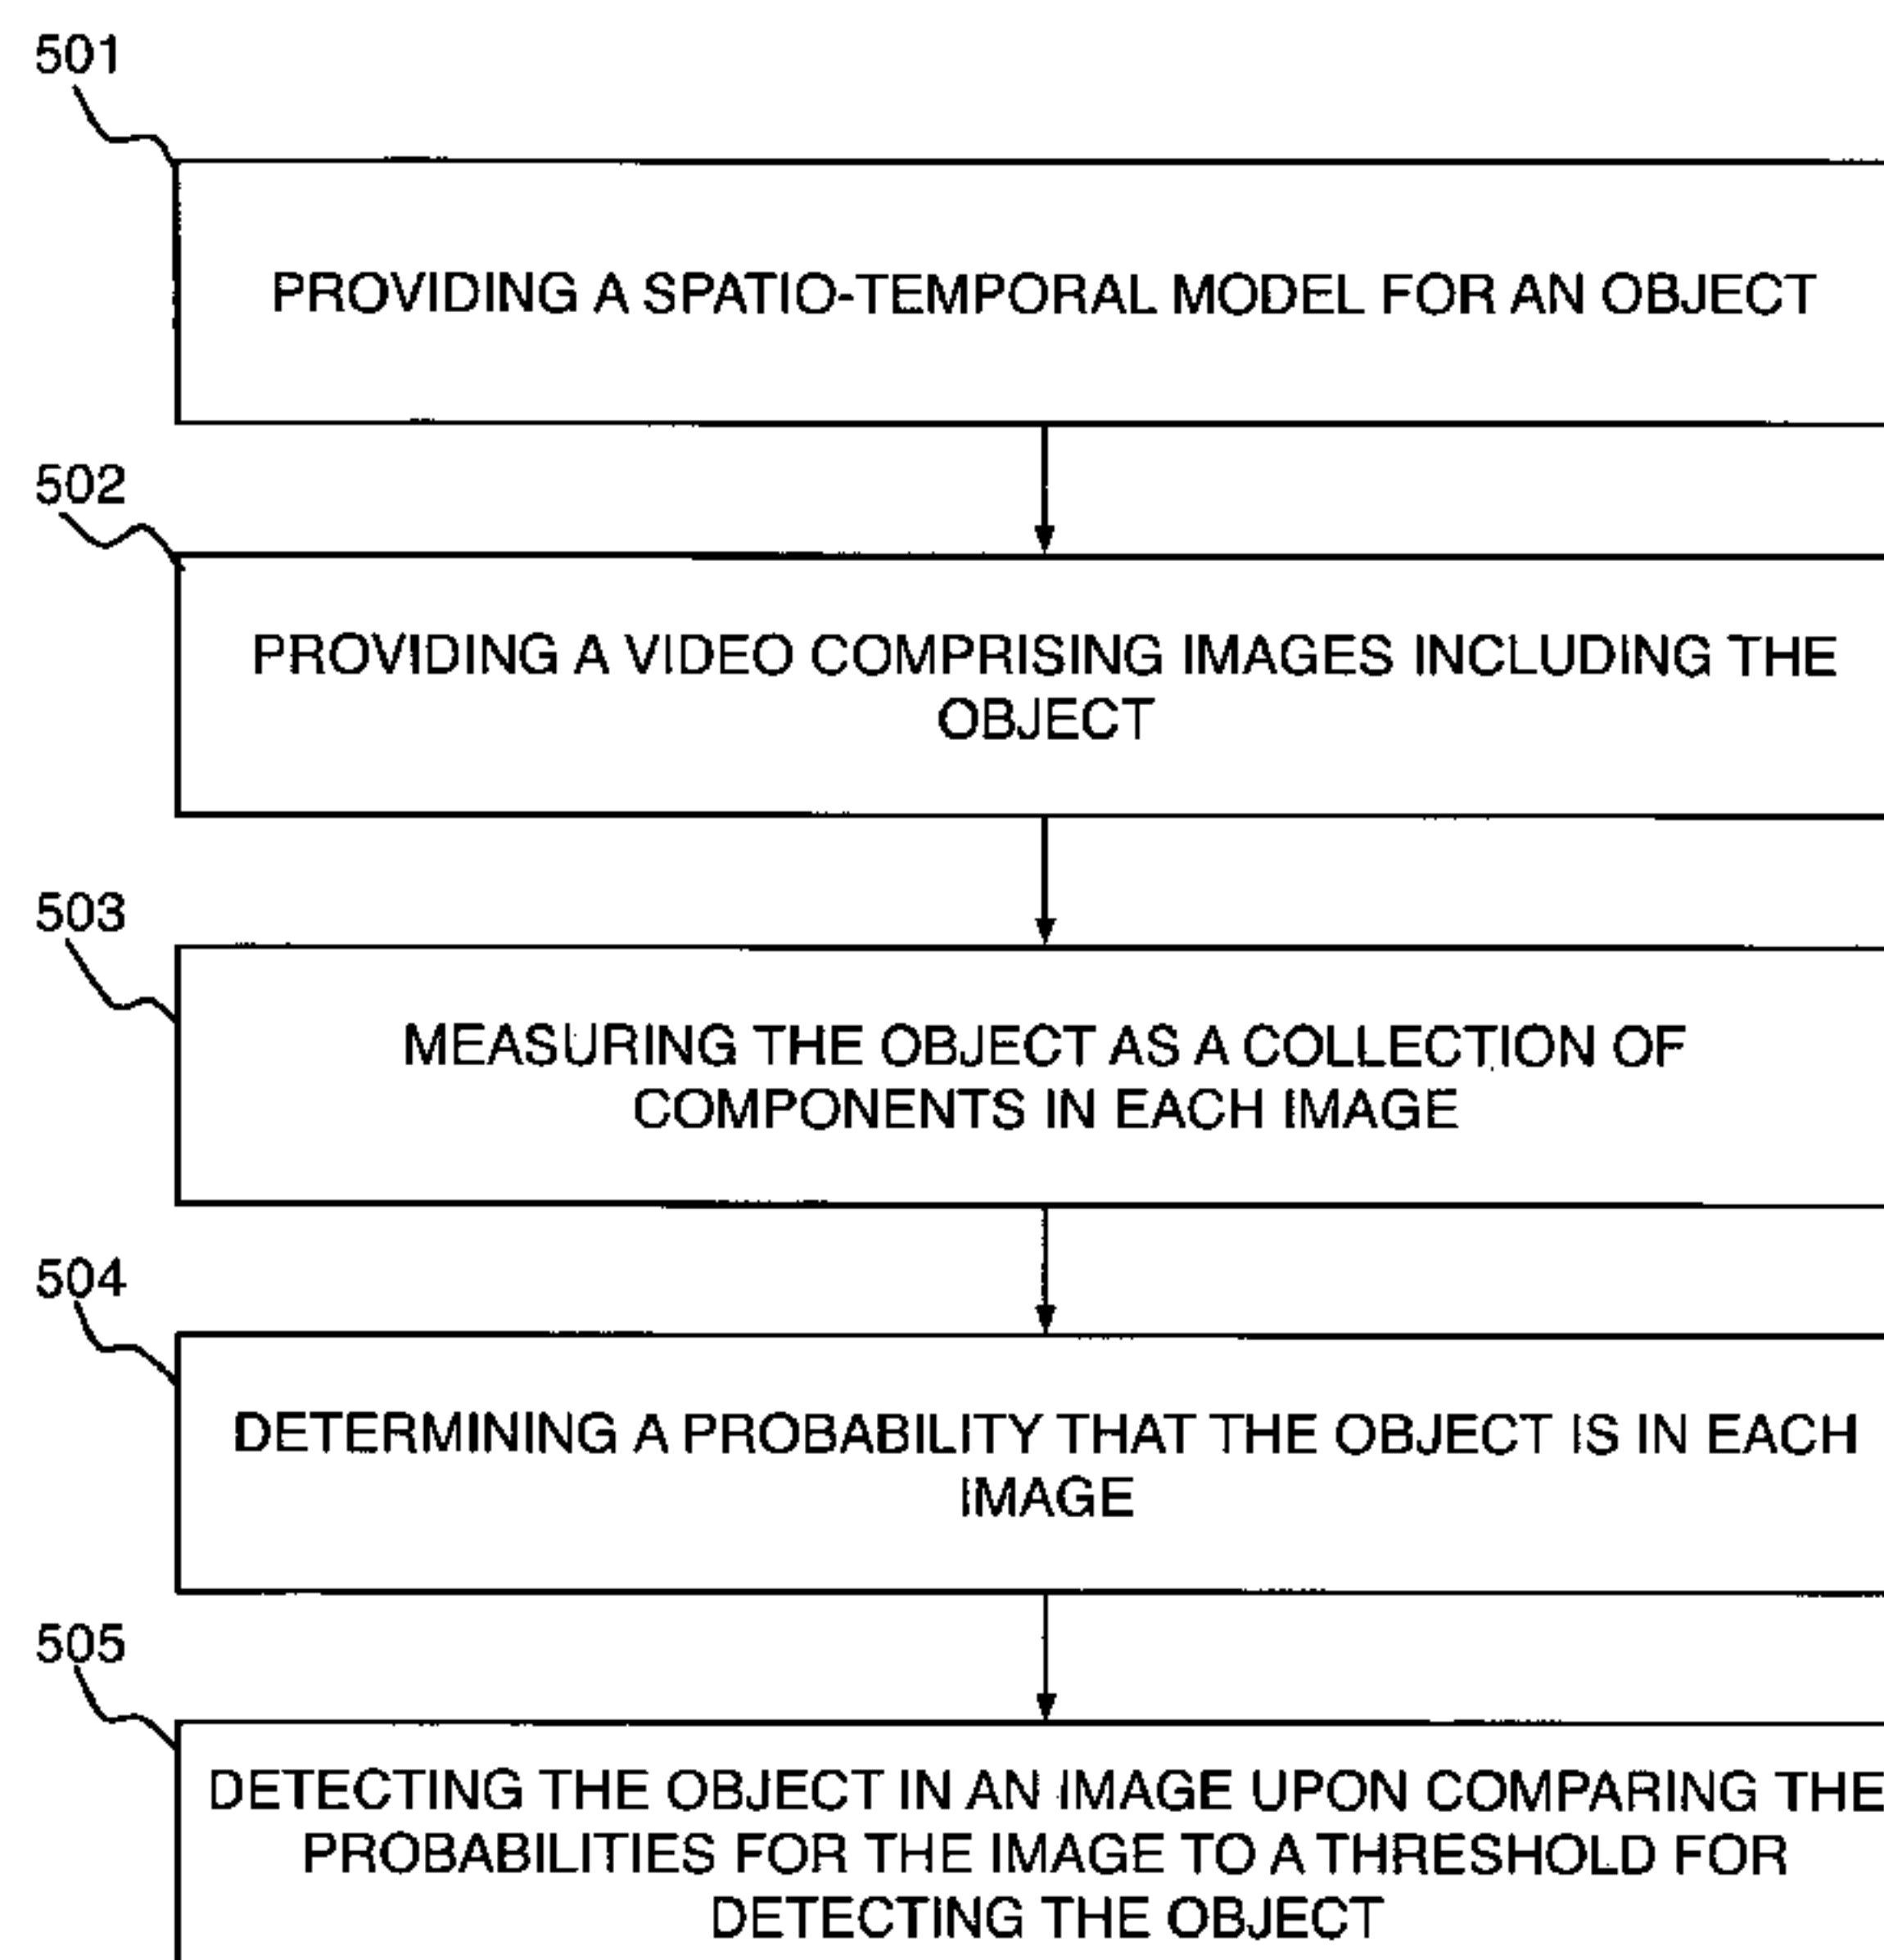 501
PROVIDING A SPATIO-TEMPORAL MODEL FOR AN OBJECT
502
PROVIDING A VIDEO COMPRISING IMAGES INCLUDING THE
OBJECT
503
MEASURING THE OBJECT AS A COLLECTION OF
COMPONENTS IN EACH IMAGE
504
DETERMINING A PROBABILITY THAT THE OBJECT IS IN EACH
IMAGE
505
DETECTING THE OBJECT IN AN IMAGE UPON COMPARING THE
PROBABILITIES FOR THE IMAGE TO A THRESHOLD FOR
DETECTING THE OBJECT